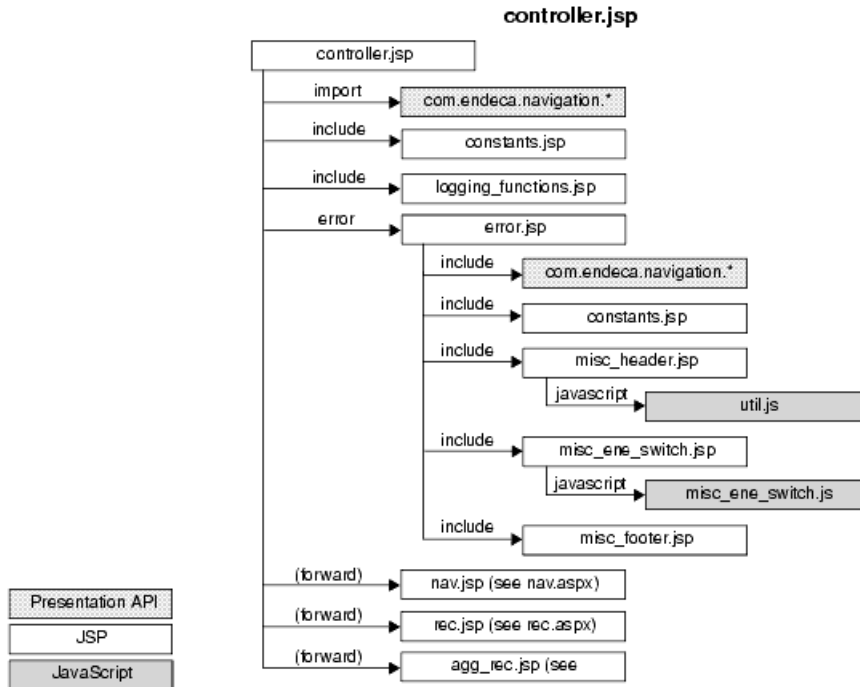 controller.jsp
controller.jsp
import
com.endeca.navigation.*
include
constants.jsp
include
logging_functions.jsp
error
error.jsp
include
com.endeca.navigation.*
include
constants.jsp
include
misc_header.jsp
javascript
util.js
include
misc_ene_switch.jsp
javascript
misc_ene_switch.js
include
misc_footer.jsp
(forward)
nav.jsp (see nav.aspx)
(forward)
rec.jsp (see rec.aspx)
(forward)
agg_rec.jsp (see
Presentation API
JSP
JavaScript